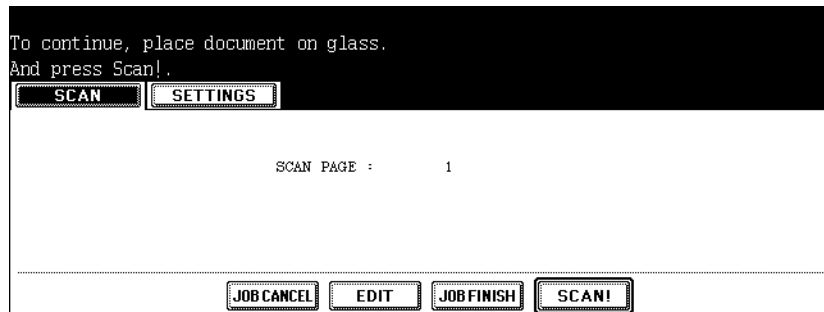 To continue, place document on glass.
And press Scan!.
SCAN SETTINGS
SCAN PAGE : 1
JOB CANCEL EDIT JOB FINISH SCAN!